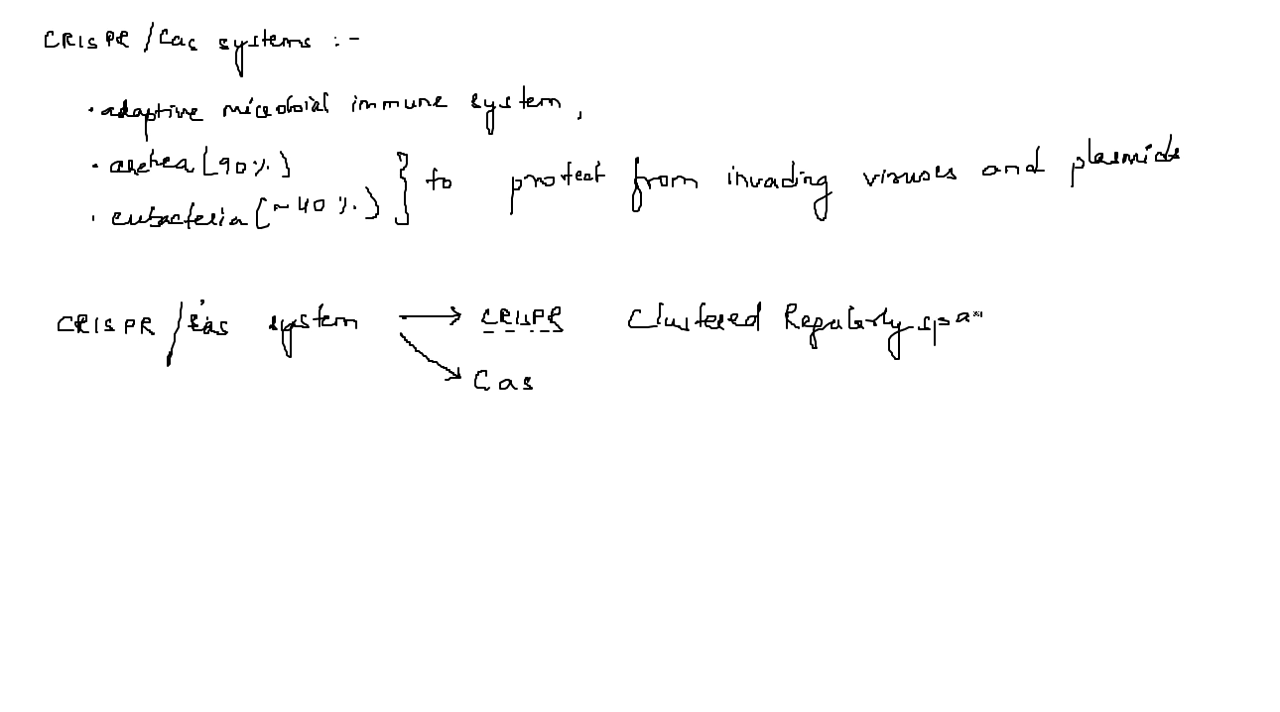 CRISPR/Cas systems :-
· adaptive microbial immune system,
· archea [90%]
· eubacteria [~40%.] } to protect from invading viruses and plasmids
CRISPR/Cas system → CRISPR Clustered Regularly spa
→ Cas